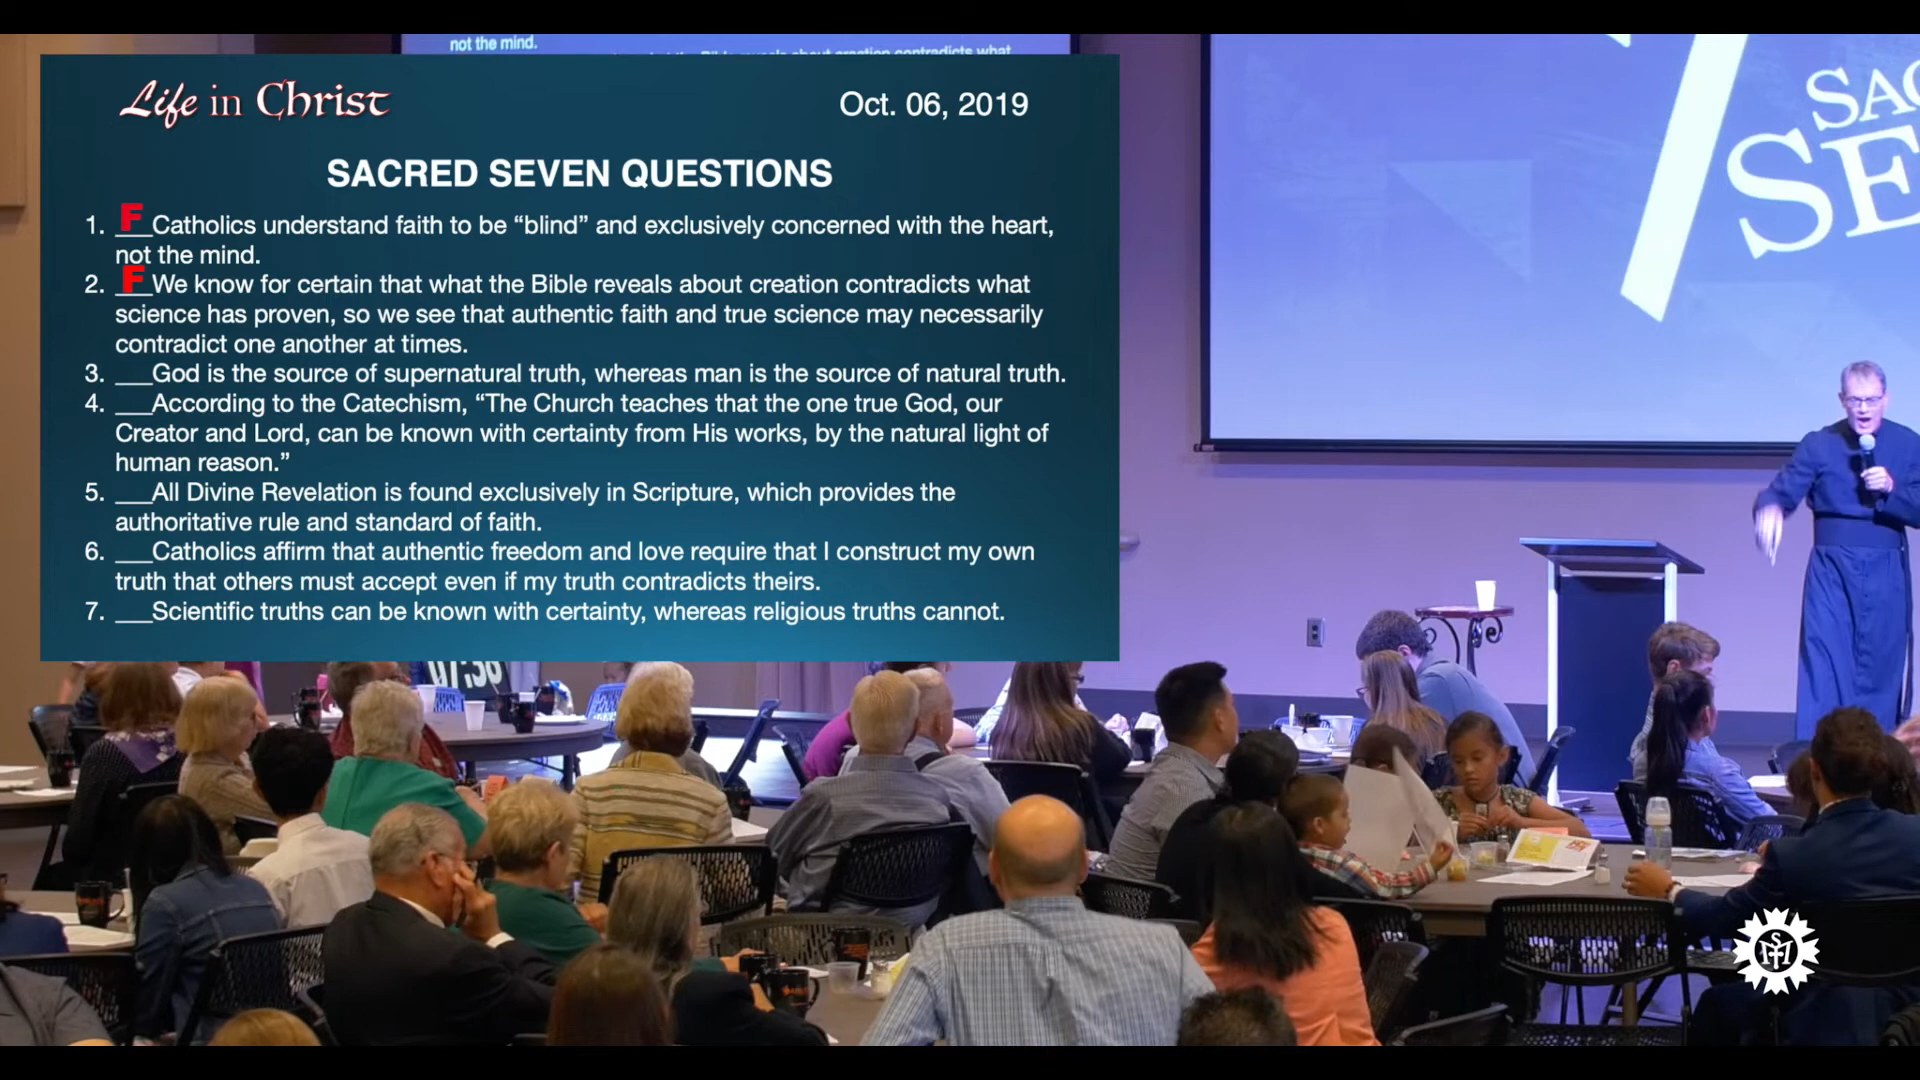 not the mind.
Life in Christ
Oct. 06, 2019
SACRED SEVEN QUESTIONS
1. F Catholics understand faith to be “blind” and exclusively concerned with the heart,
not the mind.
2. F We know for certain that what the Bible reveals about creation contradicts what
science has proven, so we see that authentic faith and true science may necessarily
contradict one another at times.
3. ___God is the source of supernatural truth, whereas man is the source of natural truth.
4. ___According to the Catechism, “The Church teaches that the one true God, our
Creator and Lord, can be known with certainty from His works, by the natural light of
human reason.”
5. ___All Divine Revelation is found exclusively in Scripture, which provides the
authoritative rule and standard of faith.
6. ___Catholics affirm that authentic freedom and love require that I construct my own
truth that others must accept even if my truth contradicts theirs.
7. ___Scientific truths can be known with certainty, whereas religious truths cannot.
7
SAC
SE